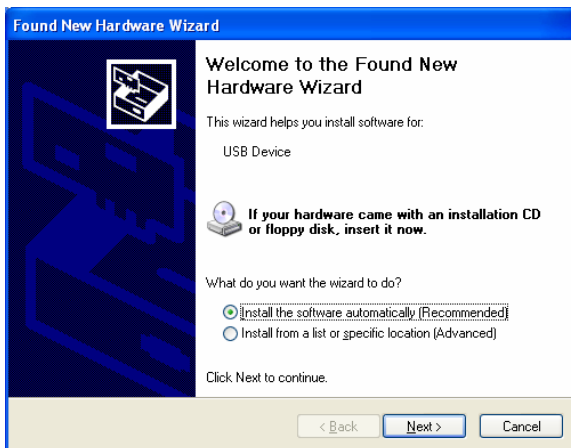 Found New Hardware Wizard
Welcome to the Found New
Hardware Wizard
This wizard helps you install software for:
USB Device
If your hardware came with an installation CD
or floppy disk, insert it now.
What do you want the wizard to do?
Install the software automatically (Recommended)
Install from a list or specific location (Advanced)
Click Next to continue.
< Back Next > Cancel